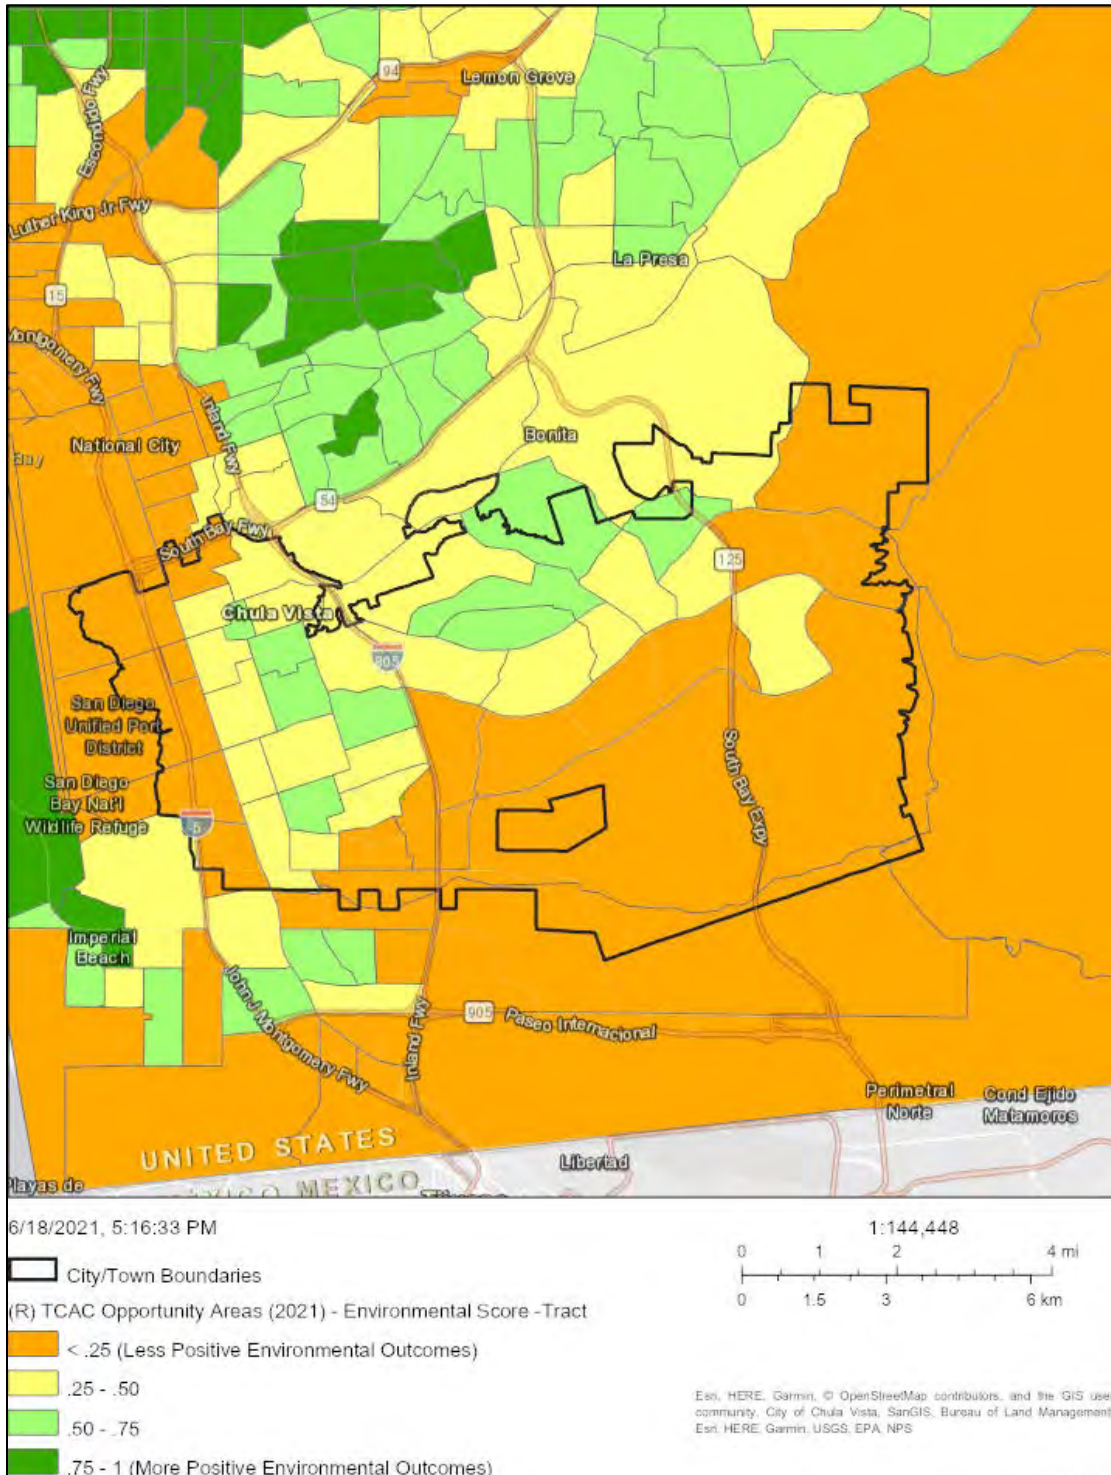 94
Lemon Grove
Escondido Fwy
Luther King Jr Fwy
La Presa
15
Montgomery Fwy
Inland Fwy
National City
Bonita
Bay
54
South Bay Fwy
125
Chula Vista
805
San Diego
Unified Port
District
South Bay Expy
San Diego
Bay Nat'l
Wildlife Refuge
5
Imperial
Beach
John J Montgomery Fwy
Inland Fwy
905
Paseo Internacional
Perimetral
Norte
Cond Ejido
Matamoros
UNITED STATES
MEXICO
Libertad
Playas de
6/18/2021, 5:16:33 PM
1:144,448
0 1 2 4 mi
0 1.5 3 6 km
City/Town Boundaries
(R) TCAC Opportunity Areas (2021) - Environmental Score -Tract
< .25 (Less Positive Environmental Outcomes)
.25 - .50
.50 - .75
.75 - 1 (More Positive Environmental Outcomes)
Esri, HERE, Garmin, © OpenStreetMap contributors, and the GIS user
community, City of Chula Vista, SanGIS, Bureau of Land Management,
Esri, HERE, Garmin, USGS, EPA, NPS